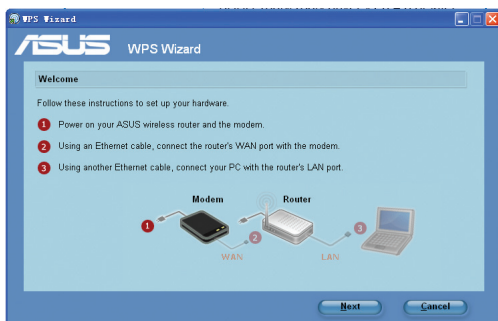 WPS Wizard
ASUS WPS Wizard
Welcome
Follow these instructions to set up your hardware.
1 Power on your ASUS wireless router and the modem.
2 Using an Ethernet cable, connect the router's WAN port with the modem.
3 Using another Ethernet cable, connect your PC with the router's LAN port.
Modem Router
1 2 3
WAN LAN
Next Cancel